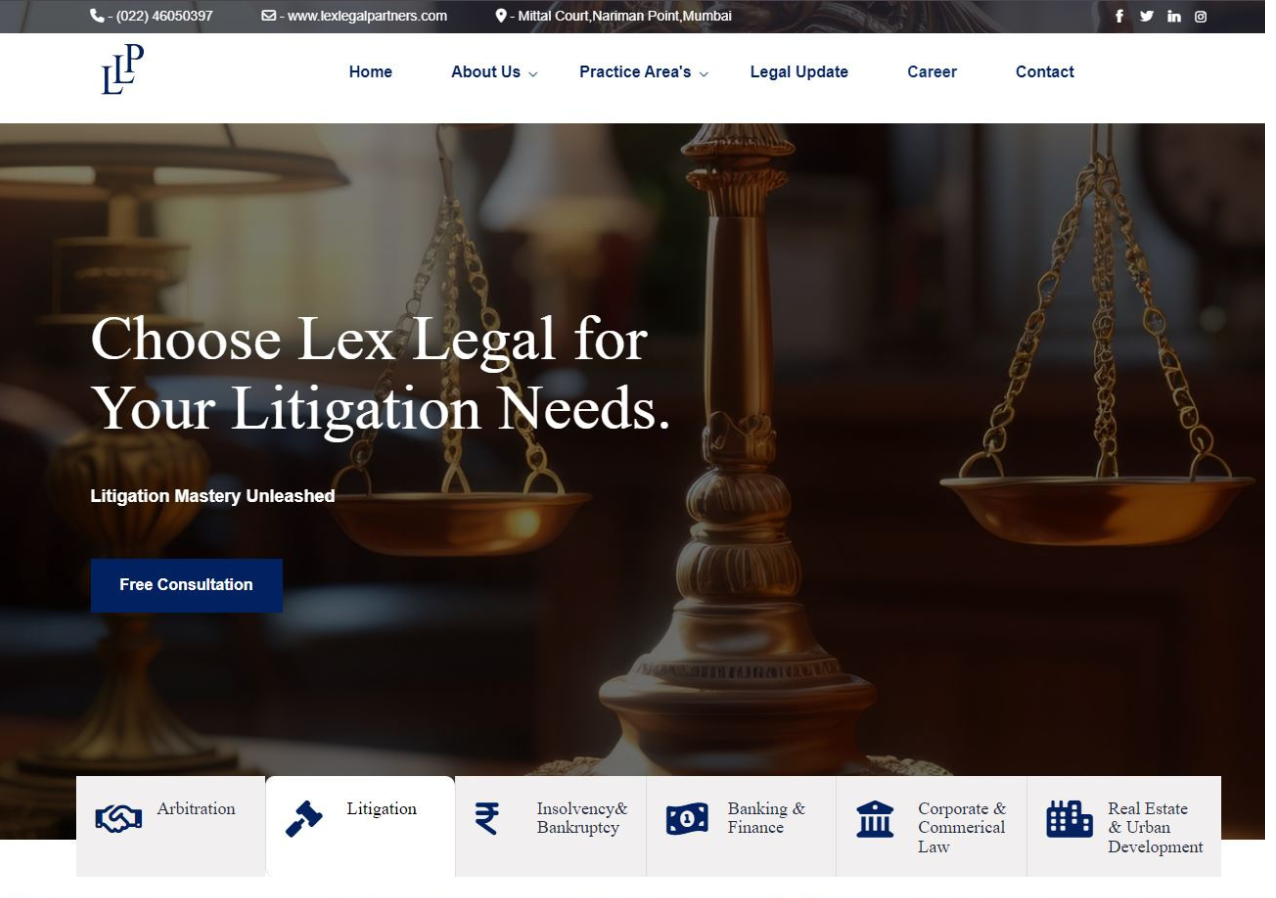 - (022) 46050397
- www.lexlegalpartners.com
- Mittal Court,Nariman Point,Mumbai
LLP
Home
About Us
Practice Area's
Legal Update
Career
Contact
Choose Lex Legal for
Your Litigation Needs.
Litigation Mastery Unleashed
Free Consultation
Arbitration
Litigation
Insolvency&
Bankruptcy
Banking &
Finance
Corporate &
Commerical
Law
Real Estate
& Urban
Development